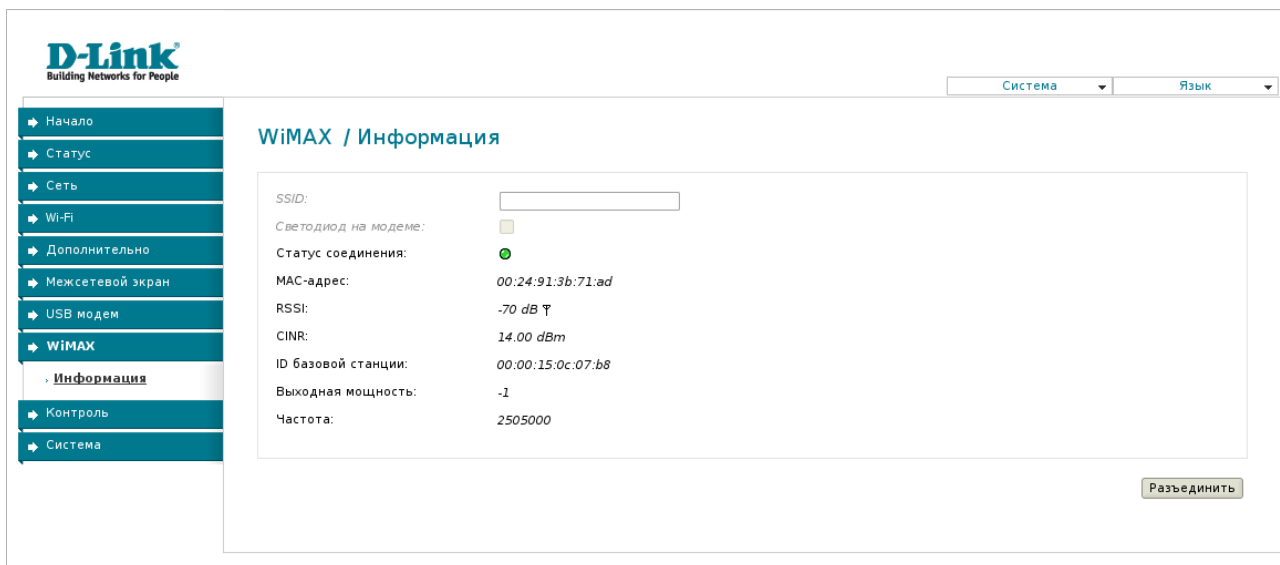 D-Link
Building Networks for People
Система Язык
Начало
Статус
Сеть
Wi-Fi
Дополнительно
Межсетевой экран
USB модем
WiMAX
Информация
Контроль
Система
WiMAX / Информация
SSID:
Светодиод на модеме:
Статус соединения:
MAC-адрес: 00:24:91:3b:71:ad
RSSI: -70 dB
CINR: 14.00 dBm
ID базовой станции: 00:00:15:0c:07:b8
Выходная мощность: -1
Частота: 2505000
Разъединить